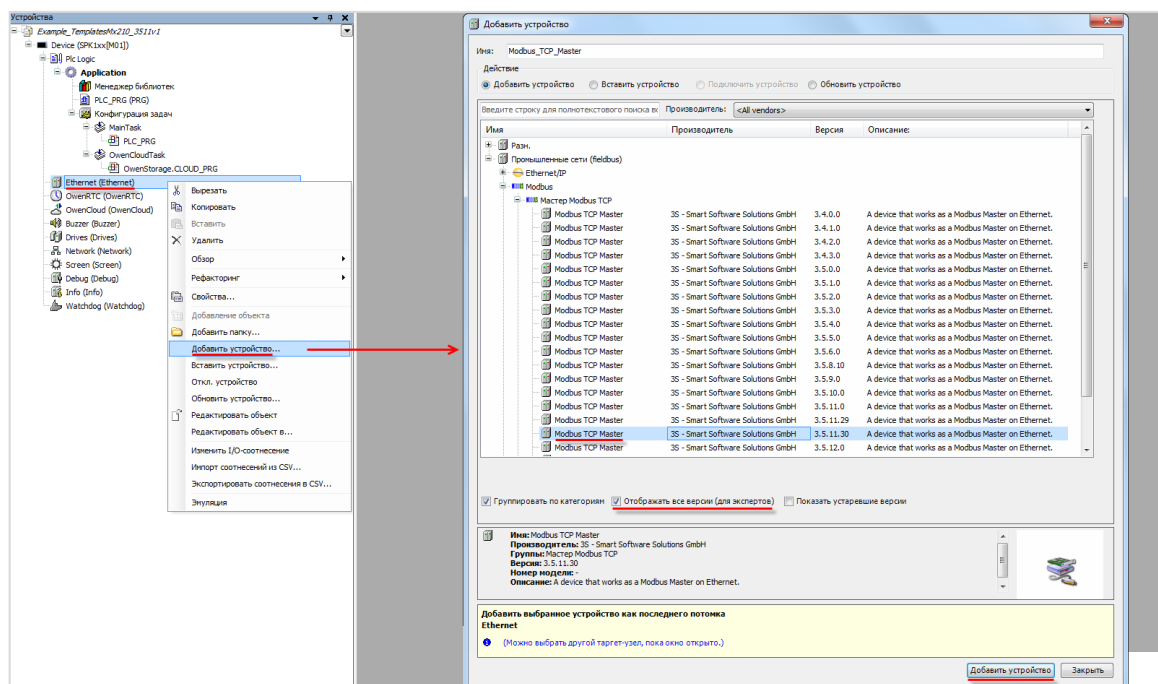 Устройства
Example_TemplatesMx210_3511v1
Device (SPK1xx[M01])
Plc Logic
Application
Менеджер библиотек
PLC_PRG (PRG)
Конфигурация задач
MainTask
PLC_PRG
OwenCloudTask
OwenStorage.CLOUD_PRG
Ethernet (Ethernet)
OwenRTC (OwenRTC)
OwenCloud (OwenCloud)
Buzzer (Buzzer)
Drives (Drives)
Network (Network)
Screen (Screen)
Debug (Debug)
Info (Info)
Watchdog (Watchdog)
Вырезать
Копировать
Вставить
Удалить
Обзор
Рефакторинг
Свойства...
Добавление объекта
Добавить папку...
Добавить устройство...
Вставить устройство...
Откл. устройство
Обновить устройство...
Редактировать объект
Редактировать объект в...
Изменить I/O-соотнесение
Импорт соотнесений из CSV...
Экспортировать соотнесения в CSV...
Эмуляция
Добавить устройство
Имя: Modbus_TCP_Master
Действие
Добавить устройство Вставить устройство Подключить устройство Обновить устройство
Введите строку для полнотекстового поиска во Производитель: <All vendors>
Имя Производитель Версия Описание:
Разн.
Промышленные сети (fieldbus)
Ethernet/IP
Modbus
Мастер Modbus TCP
Modbus TCP Master 3S - Smart Software Solutions GmbH 3.4.0.0 A device that works as a Modbus Master on Ethernet.
Modbus TCP Master 3S - Smart Software Solutions GmbH 3.4.1.0 A device that works as a Modbus Master on Ethernet.
Modbus TCP Master 3S - Smart Software Solutions GmbH 3.4.2.0 A device that works as a Modbus Master on Ethernet.
Modbus TCP Master 3S - Smart Software Solutions GmbH 3.4.3.0 A device that works as a Modbus Master on Ethernet.
Modbus TCP Master 3S - Smart Software Solutions GmbH 3.5.0.0 A device that works as a Modbus Master on Ethernet.
Modbus TCP Master 3S - Smart Software Solutions GmbH 3.5.1.0 A device that works as a Modbus Master on Ethernet.
Modbus TCP Master 3S - Smart Software Solutions GmbH 3.5.2.0 A device that works as a Modbus Master on Ethernet.
Modbus TCP Master 3S - Smart Software Solutions GmbH 3.5.3.0 A device that works as a Modbus Master on Ethernet.
Modbus TCP Master 3S - Smart Software Solutions GmbH 3.5.4.0 A device that works as a Modbus Master on Ethernet.
Modbus TCP Master 3S - Smart Software Solutions GmbH 3.5.5.0 A device that works as a Modbus Master on Ethernet.
Modbus TCP Master 3S - Smart Software Solutions GmbH 3.5.6.0 A device that works as a Modbus Master on Ethernet.
Modbus TCP Master 3S - Smart Software Solutions GmbH 3.5.8.10 A device that works as a Modbus Master on Ethernet.
Modbus TCP Master 3S - Smart Software Solutions GmbH 3.5.9.0 A device that works as a Modbus Master on Ethernet.
Modbus TCP Master 3S - Smart Software Solutions GmbH 3.5.10.0 A device that works as a Modbus Master on Ethernet.
Modbus TCP Master 3S - Smart Software Solutions GmbH 3.5.11.0 A device that works as a Modbus Master on Ethernet.
Modbus TCP Master 3S - Smart Software Solutions GmbH 3.5.11.29 A device that works as a Modbus Master on Ethernet.
Modbus TCP Master 3S - Smart Software Solutions GmbH 3.5.11.30 A device that works as a Modbus Master on Ethernet.
Modbus TCP Master 3S - Smart Software Solutions GmbH 3.5.12.0 A device that works as a Modbus Master on Ethernet.
Группировать по категориям Отображать все версии (для экспертов) Показать устаревшие версии
Имя: Modbus TCP Master
Производитель: 3S - Smart Software Solutions GmbH
Группы: Мастер Modbus TCP
Версия: 3.5.11.30
Номер модели: -
Описание: A device that works as a Modbus Master on Ethernet.
Добавить выбранное устройство как последнего потомка
Ethernet
(Можно выбрать другой таргет-узел, пока окно открыто.)
Добавить устройство Закрыть